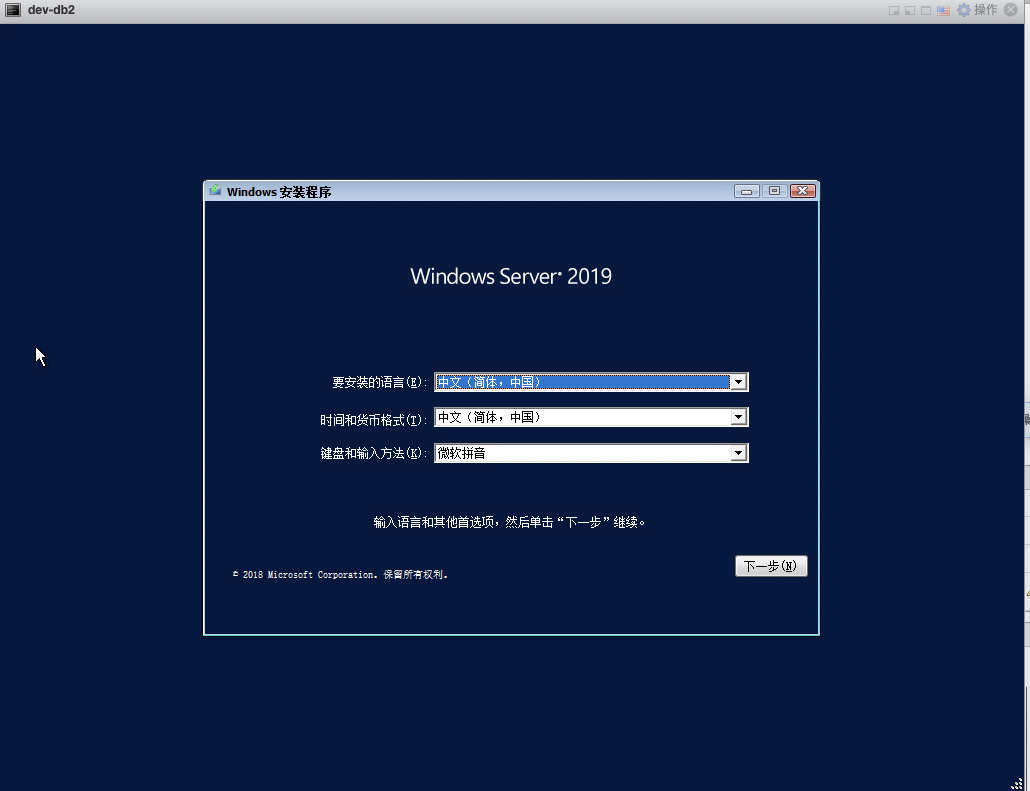 dev-db2
操作
Windows 安装程序
Windows Server® 2019
要安装的语言(E): 中文（简体，中国）
时间和货币格式(T): 中文（简体，中国）
键盘和输入方法(K): 微软拼音
输入语言和其他首选项，然后单击“下一步”继续。
下一步(N)
© 2018 Microsoft Corporation。保留所有权利。